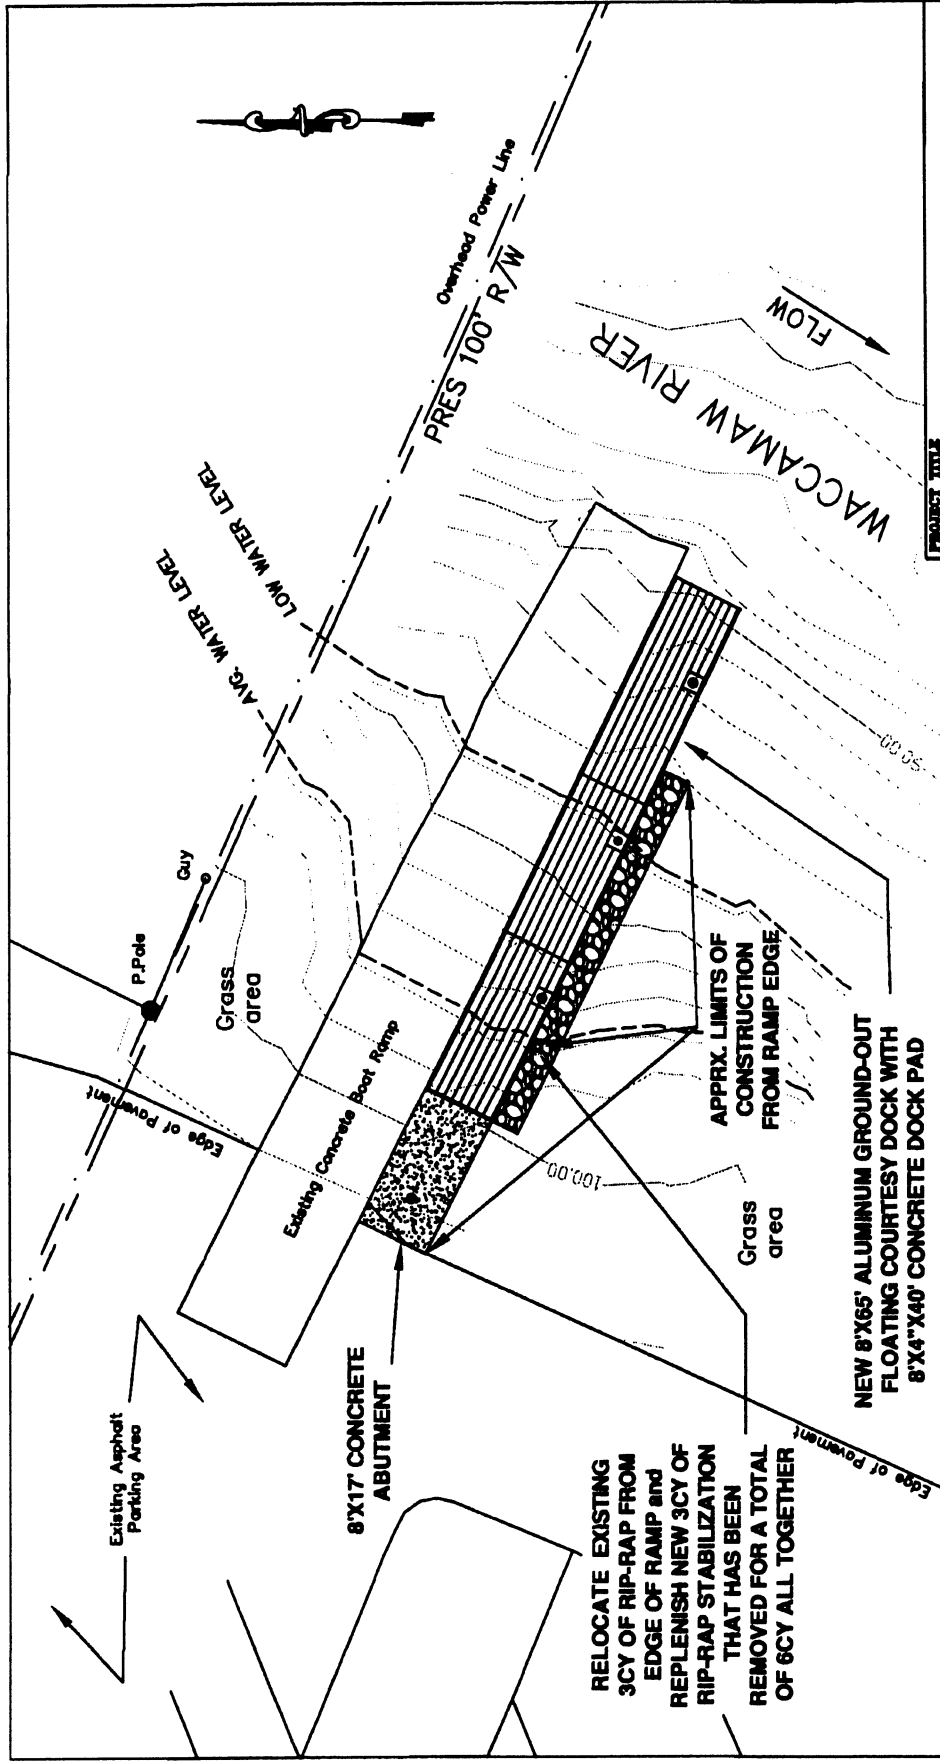 Existing Asphalt
Parking Area
Edge of Pavement
P.Pole
Guy
Grass
area
AVG. WATER LEVEL
LOW WATER LEVEL
Overhead Power Line
PRES 100' R/W
Existing Concrete Boat Ramp
8'X17' CONCRETE
ABUTMENT
WACCAMAW RIVER
FLOW
RELOCATE EXISTING
3CY OF RIP-RAP FROM
EDGE OF RAMP and
REPLENISH NEW 3CY OF
RIP-RAP STABILIZATION
THAT HAS BEEN
REMOVED FOR A TOTAL
OF 6CY ALL TOGETHER
100.00
Grass
area
APPRX. LIMITS OF
CONSTRUCTION
FROM RAMP EDGE
Edge of Pavement
NEW 8'X65' ALUMINUM GROUND-OUT
FLOATING COURTESY DOCK WITH
8'X4"X40' CONCRETE DOCK PAD
PROJECT TITLE